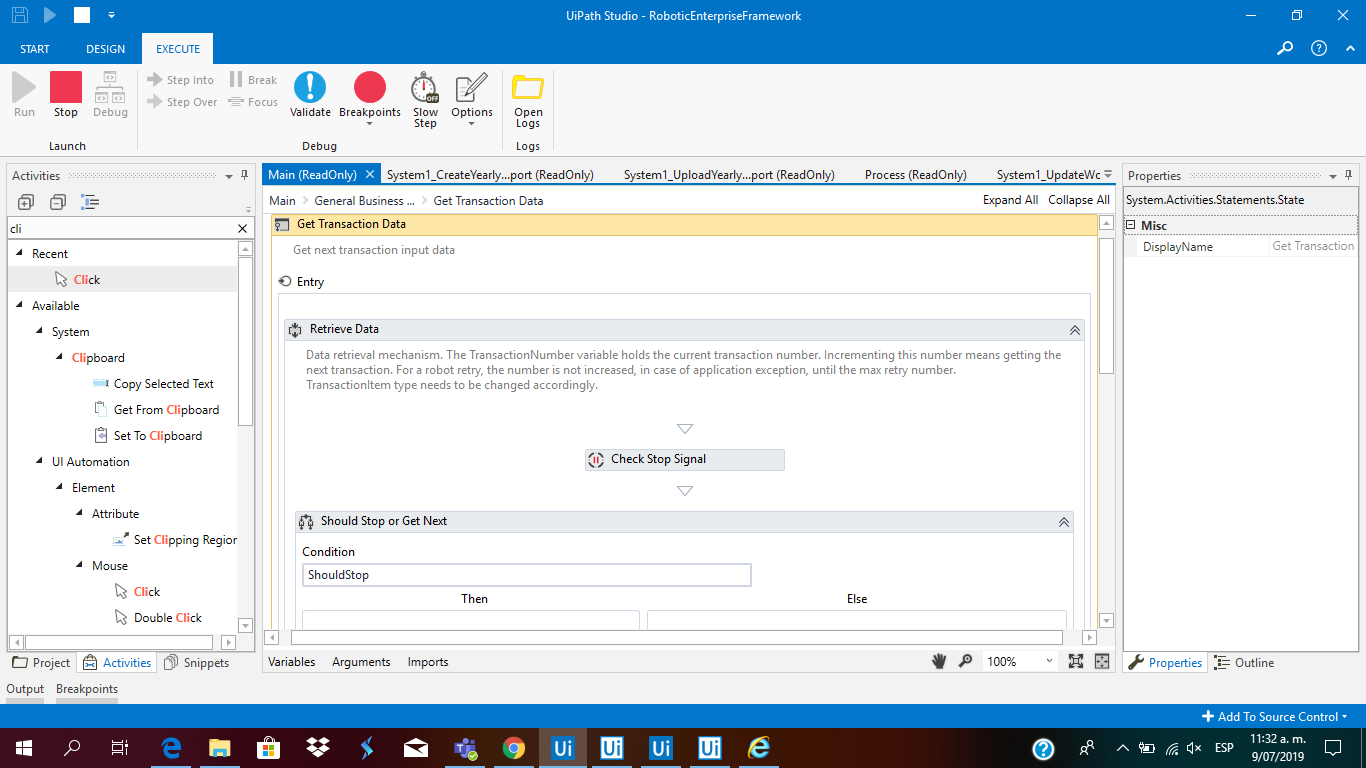 UiPath Studio - RoboticEnterpriseFramework
START DESIGN EXECUTE
Run Stop Debug
Step Into Break
Step Over Focus
Validate Breakpoints Slow Step Options
OFF
Open Logs
Launch Debug Logs
Activities
cli
Recent
Click
Available
System
Clipboard
Copy Selected Text
Get From Clipboard
Set To Clipboard
UI Automation
Element
Attribute
Set Clipping Region
Mouse
Click
Double Click
Project Activities Snippets
Main (ReadOnly) System1_CreateYearly...port (ReadOnly) System1_UploadYearly...port (ReadOnly) Process (ReadOnly) System1_UpdateWo
Main General Business ... Get Transaction Data Expand All Collapse All
Get Transaction Data
Get next transaction input data
Entry
Retrieve Data
Data retrieval mechanism. The TransactionNumber variable holds the current transaction number. Incrementing this number means getting the
next transaction. For a robot retry, the number is not increased, in case of application exception, until the max retry number.
TransactionItem type needs to be changed accordingly.
Check Stop Signal
Should Stop or Get Next
Condition
ShouldStop
Then Else
Variables Arguments Imports 100%
Properties
System.Activities.Statements.State
Misc
DisplayName Get Transaction
Properties Outline
Output Breakpoints
Add To Source Control
Ui Ui Ui Ui
ESP
11:32 a. m.
9/07/2019